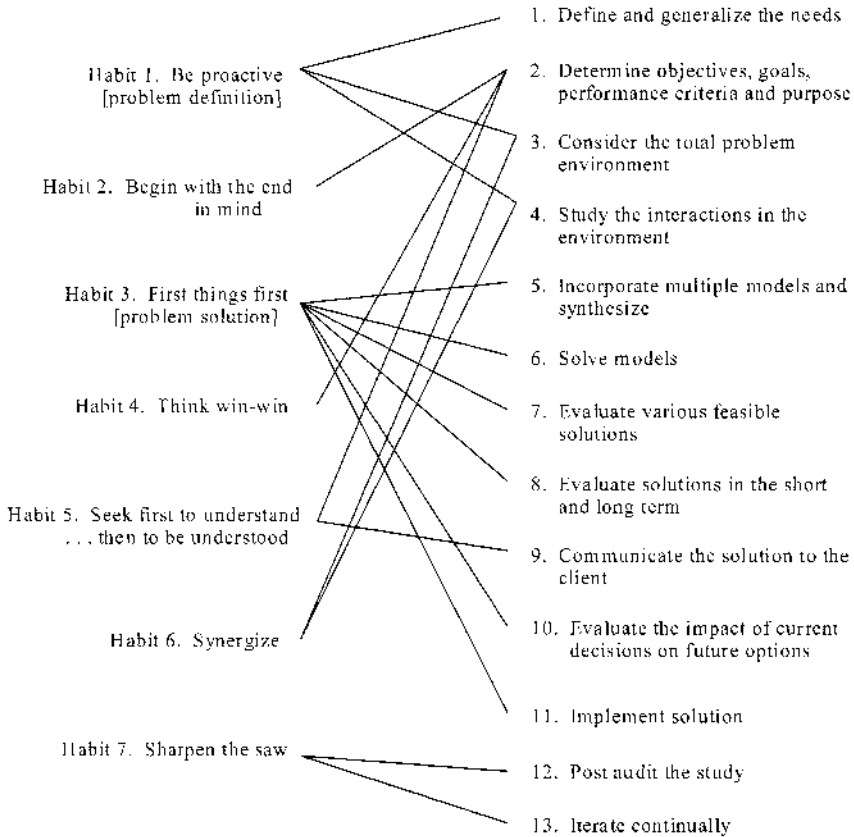 Habit 1. Be proactive
[problem definition]
Habit 2. Begin with the end
in mind
Habit 3. First things first
[problem solution]
Habit 4. Think win-win
Habit 5. Seek first to understand
...then to be understood
Habit 6. Synergize
Habit 7. Sharpen the saw
1. Define and generalize the needs
2. Determine objectives, goals,
performance criteria and purpose
3. Consider the total problem
environment
4. Study the interactions in the
environment
5. Incorporate multiple models and
synthesize
6. Solve models
7. Evaluate various feasible
solutions
8. Evaluate solutions in the short
and long term
9. Communicate the solution to the
client
10. Evaluate the impact of current
decisions on future options
11. Implement solution
12. Post audit the study
13. Iterate continually